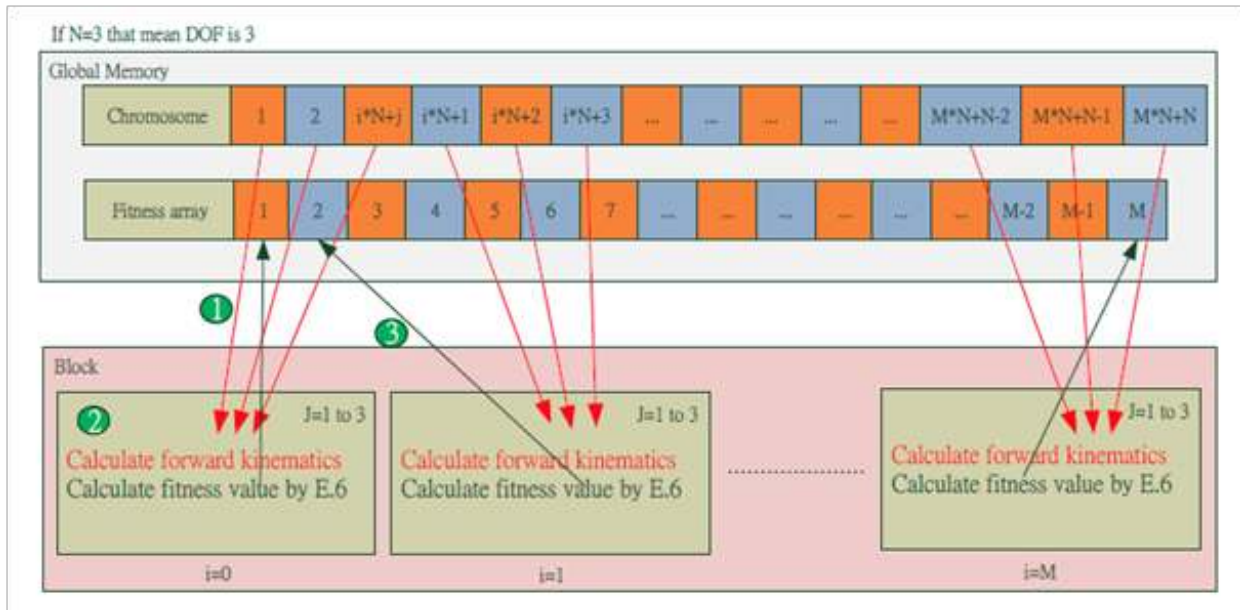 If N=3 that mean DOF is 3
Global Memory
Chromosome 1 2 i*N+j i*N+1 i*N+2 i*N+3 ... ... ... ... ... M*N+N-2 M*N+N-1 M*N+N
Fitness array 1 2 3 4 5 6 7 ... ... ... ... ... ... M-2 M-1 M
1
3
Block
2
J=1 to 3
Calculate forward kinematics
Calculate fitness value by E.6
i=0
J=1 to 3
Calculate forward kinematics
Calculate fitness value by E.6
i=1
J=1 to 3
Calculate forward kinematics
Calculate fitness value by E.6
i=M